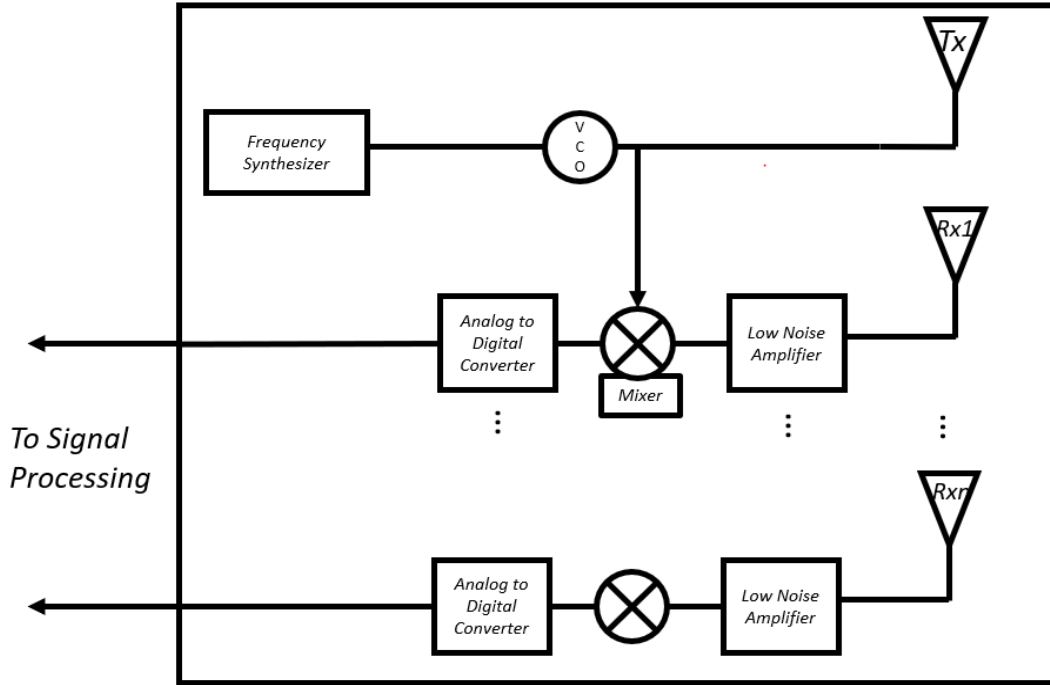 Tx
Frequency
Synthesizer
V
C
O
Rx1
Analog to
Digital
Converter
Low Noise
Amplifier
Mixer
To Signal
Processing
Rxn
Analog to
Digital
Converter
Low Noise
Amplifier